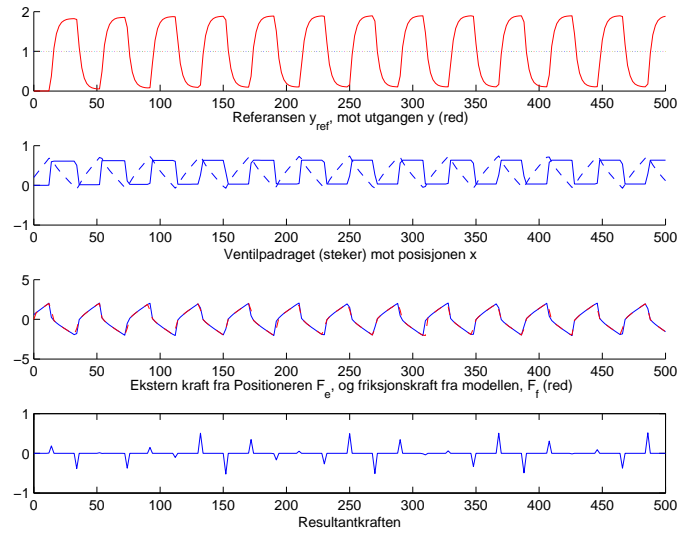 2
1
0
0 50 100 150 200 250 300 350 400 450 500
Referansen y_ref, mot utgangen y (red)
1
0
−1
0 50 100 150 200 250 300 350 400 450 500
Ventilpadraget (steker) mot posisjonen x
5
0
−5
0 50 100 150 200 250 300 350 400 450 500
Ekstern kraft fra Positioneren F_e, og friksjonskraft fra modellen, F_f (red)
1
0
−1
0 50 100 150 200 250 300 350 400 450 500
Resultantkraften